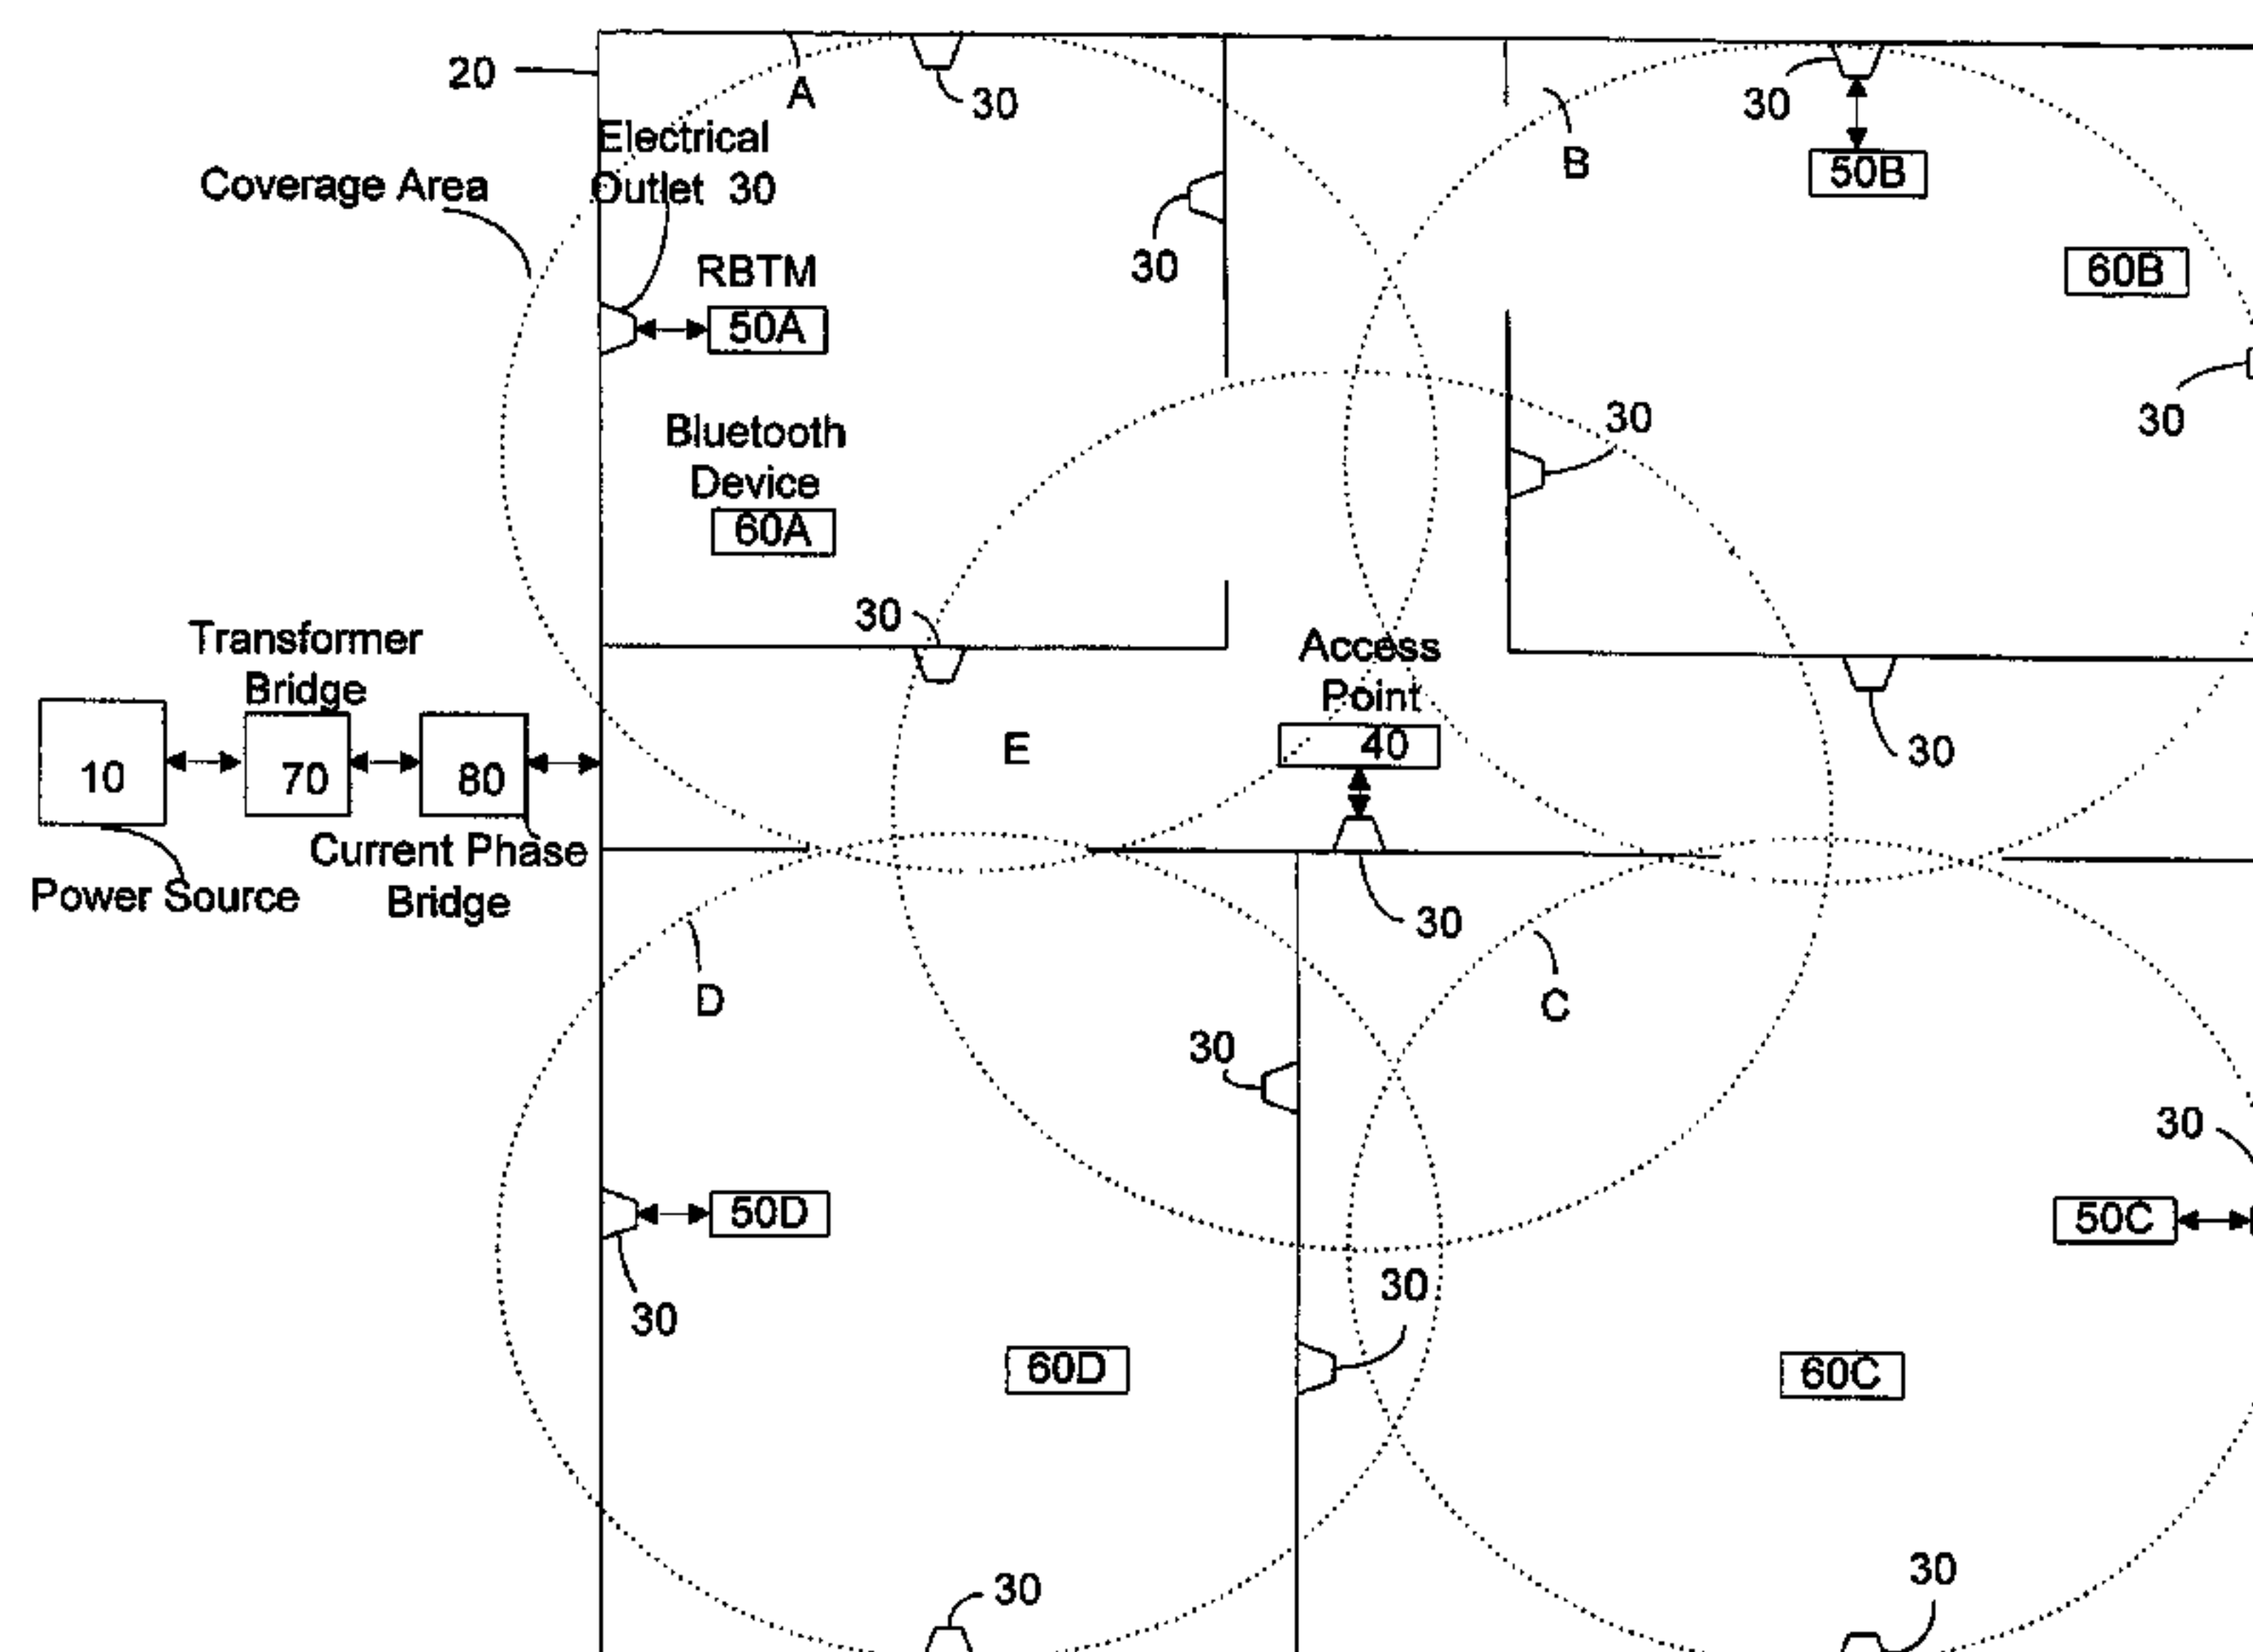 20
A
30
30
B
50B
Electrical
Outlet 30
Coverage Area
30
RBTM
50A
60B
30
30
Bluetooth
Device
60A
30
Transformer
Bridge
Access
Point
40
E
30
10
70
80
Current Phase
Bridge
Power Source
30
D
C
30
30
50D
50C
30
30
60D
60C
30
30